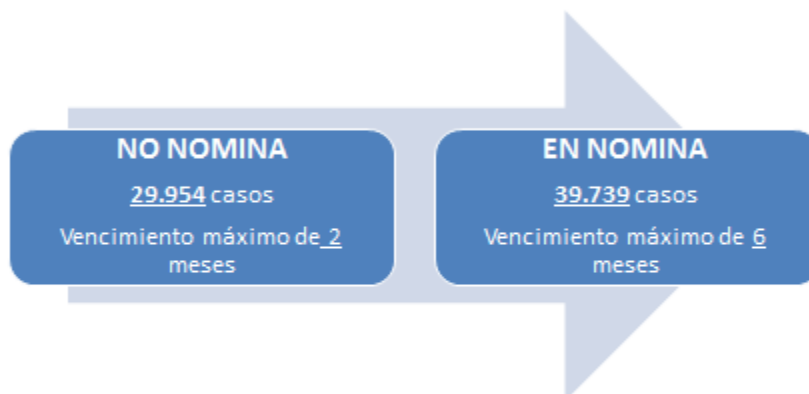 NO NOMINA
29.954 casos
Vencimiento máximo de 2
meses
EN NOMINA
39.739 casos
Vencimiento máximo de 6
meses